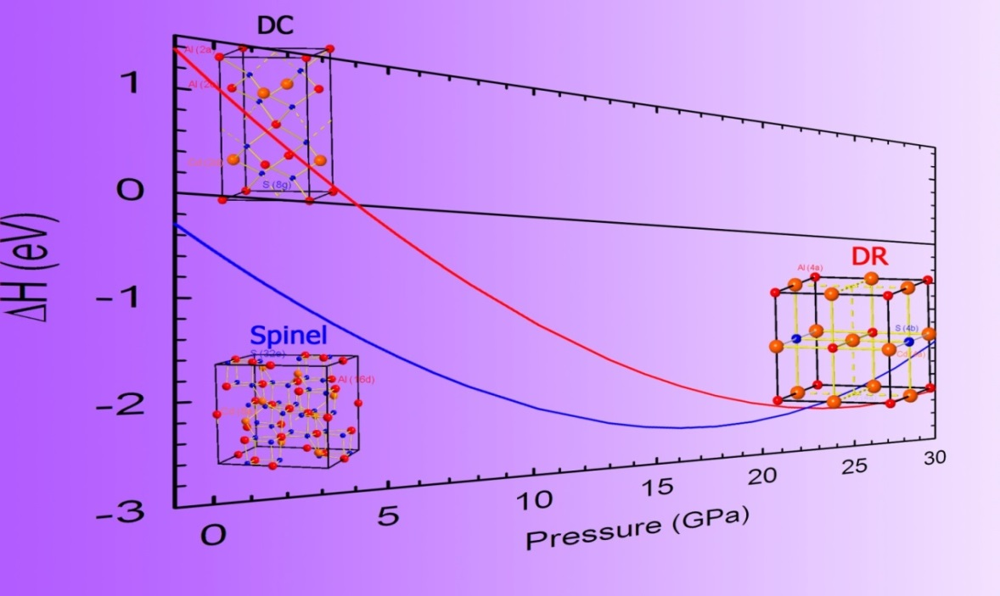 DC
Al (2a)
1
S (8g)
0
ΔH (eV)
DR
Al (4a)
-1
S (4b)
Spinel
S (32e)
Al (16d)
-2
-3
0
5
10
15
20
25
30
Pressure (GPa)